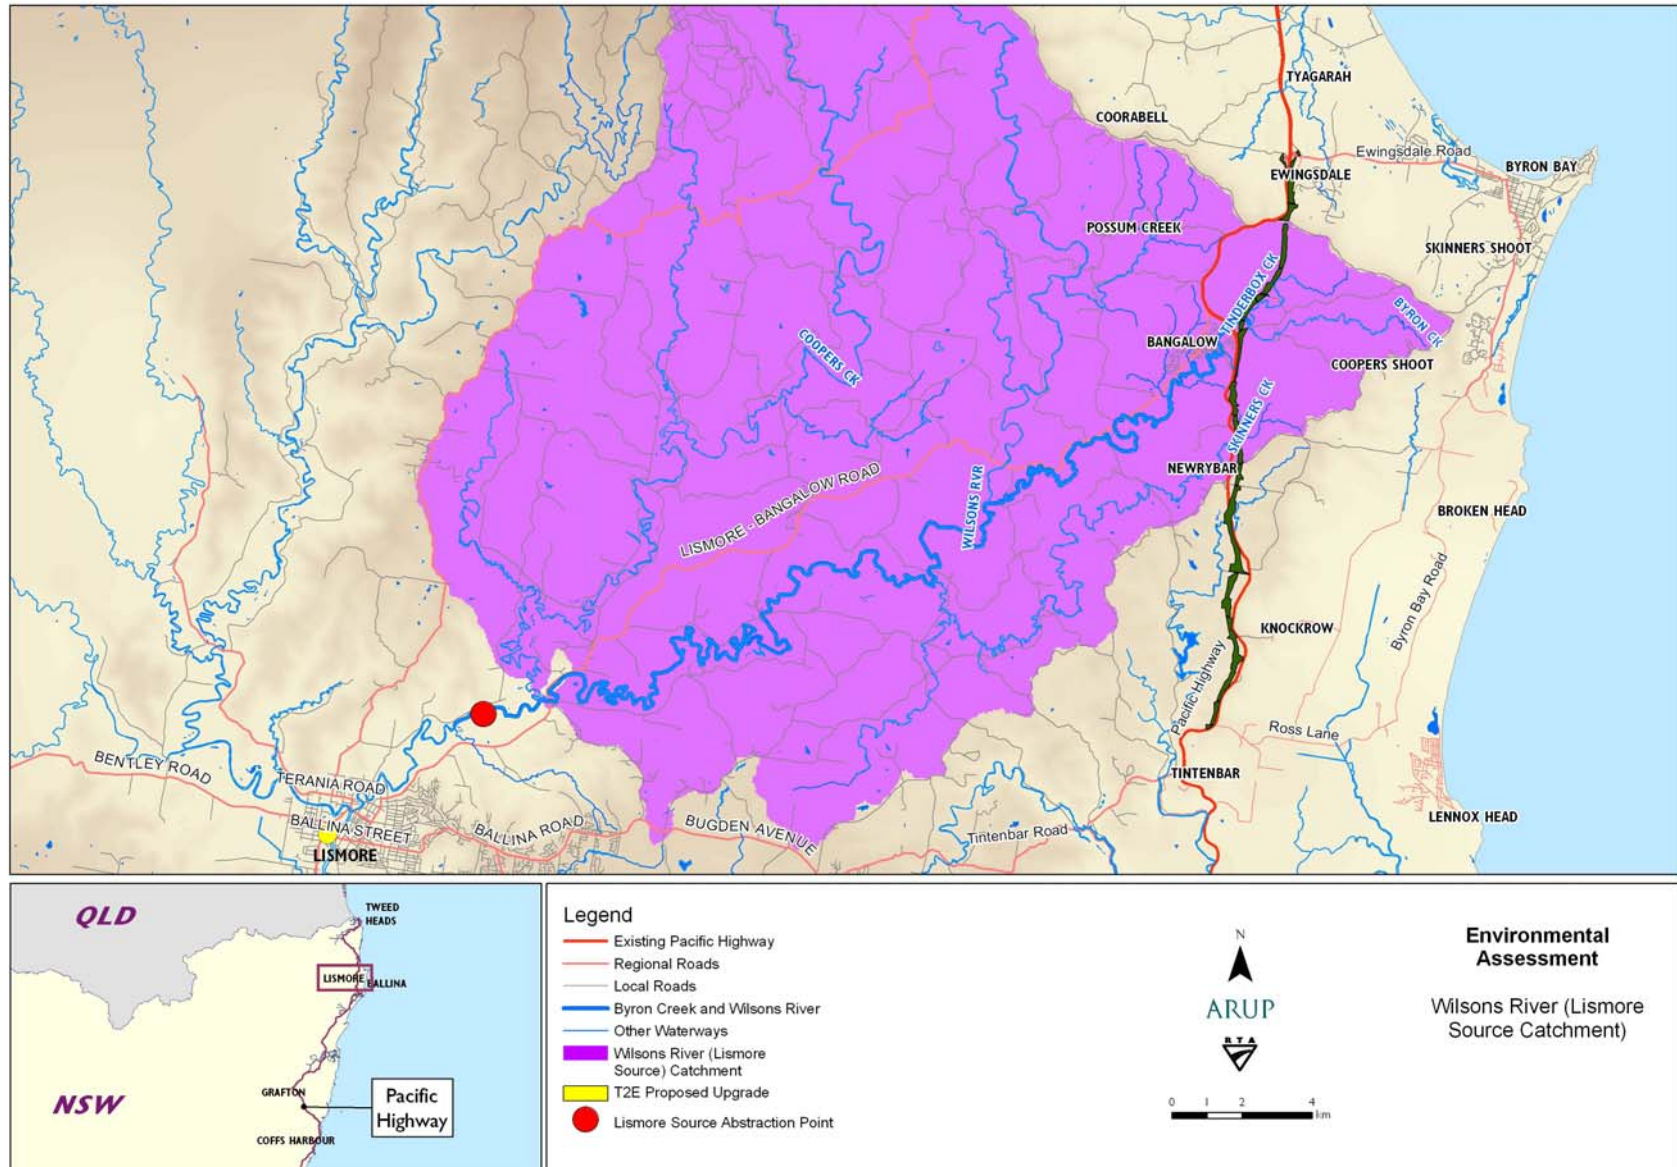 TYAGARAH
COORABELL
Ewingsdale Road
BYRON BAY
EWINGSDALE
POSSUM CREEK
SKINNERS SHOOT
TINDERBOX CK
BYRON CK
BANGALOW
COOPERS CK
COOPERS SHOOT
SKINNERS CK
NEWRYBAR
LISMORE - BANGALOW ROAD
WILSONS RVR
BROKEN HEAD
Byron Bay Road
KNOCKROW
Pacific Highway
Ross Lane
BENTLEY ROAD
TERANIA ROAD
TINTENBAR
BALLINA STREET
BALLINA ROAD
BUGDEN AVENUE
Tintenbar Road
LENNOX HEAD
LISMORE
QLD
TWEED
HEADS
LISMORE
BALLINA
GRAFTON
NSW
COFFS HARBOUR
Pacific
Highway
Legend
Existing Pacific Highway
Regional Roads
Local Roads
Byron Creek and Wilsons River
Other Waterways
Wilsons River (Lismore
Source) Catchment
T2E Proposed Upgrade
Lismore Source Abstraction Point
N
ARUP
RTA
0 1 2 4
km
Environmental
Assessment
Wilsons River (Lismore
Source Catchment)